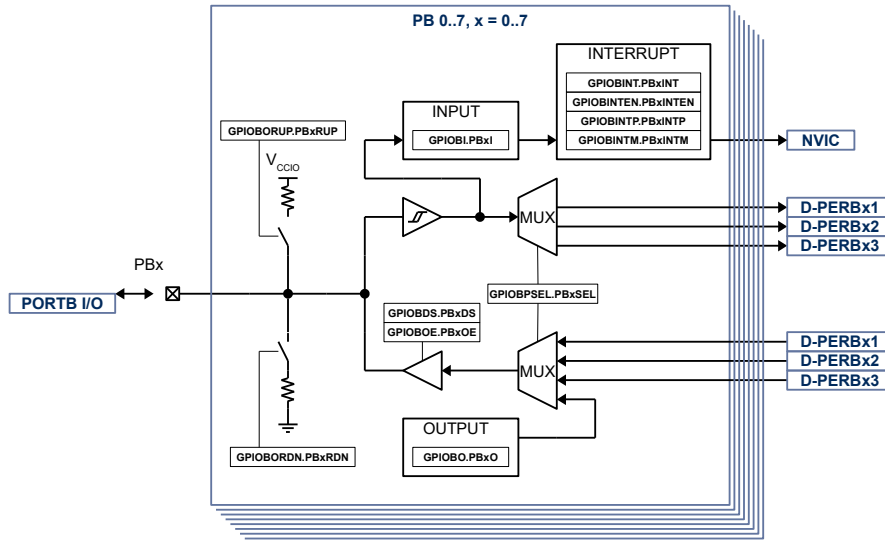 PB 0..7, x = 0..7
INTERRUPT
GPIOBINT.PBxINT
GPIOBINTEN.PBxINTEN
GPIOBINTP.PBxINTP
GPIOBINTM.PBxINTM
INPUT
GPIOBI.PBxI
GPIOBORUP.PBxRUP
NVIC
VCCIO
MUX
D-PERBx1
D-PERBx2
D-PERBx3
PBx
PORTB I/O
GPIOBPSEL.PBxSEL
GPIOBDS.PBxDS
GPIOBOE.PBxOE
MUX
D-PERBx1
D-PERBx2
D-PERBx3
OUTPUT
GPIOBO.PBxO
GPIOBORDN.PBxRDN